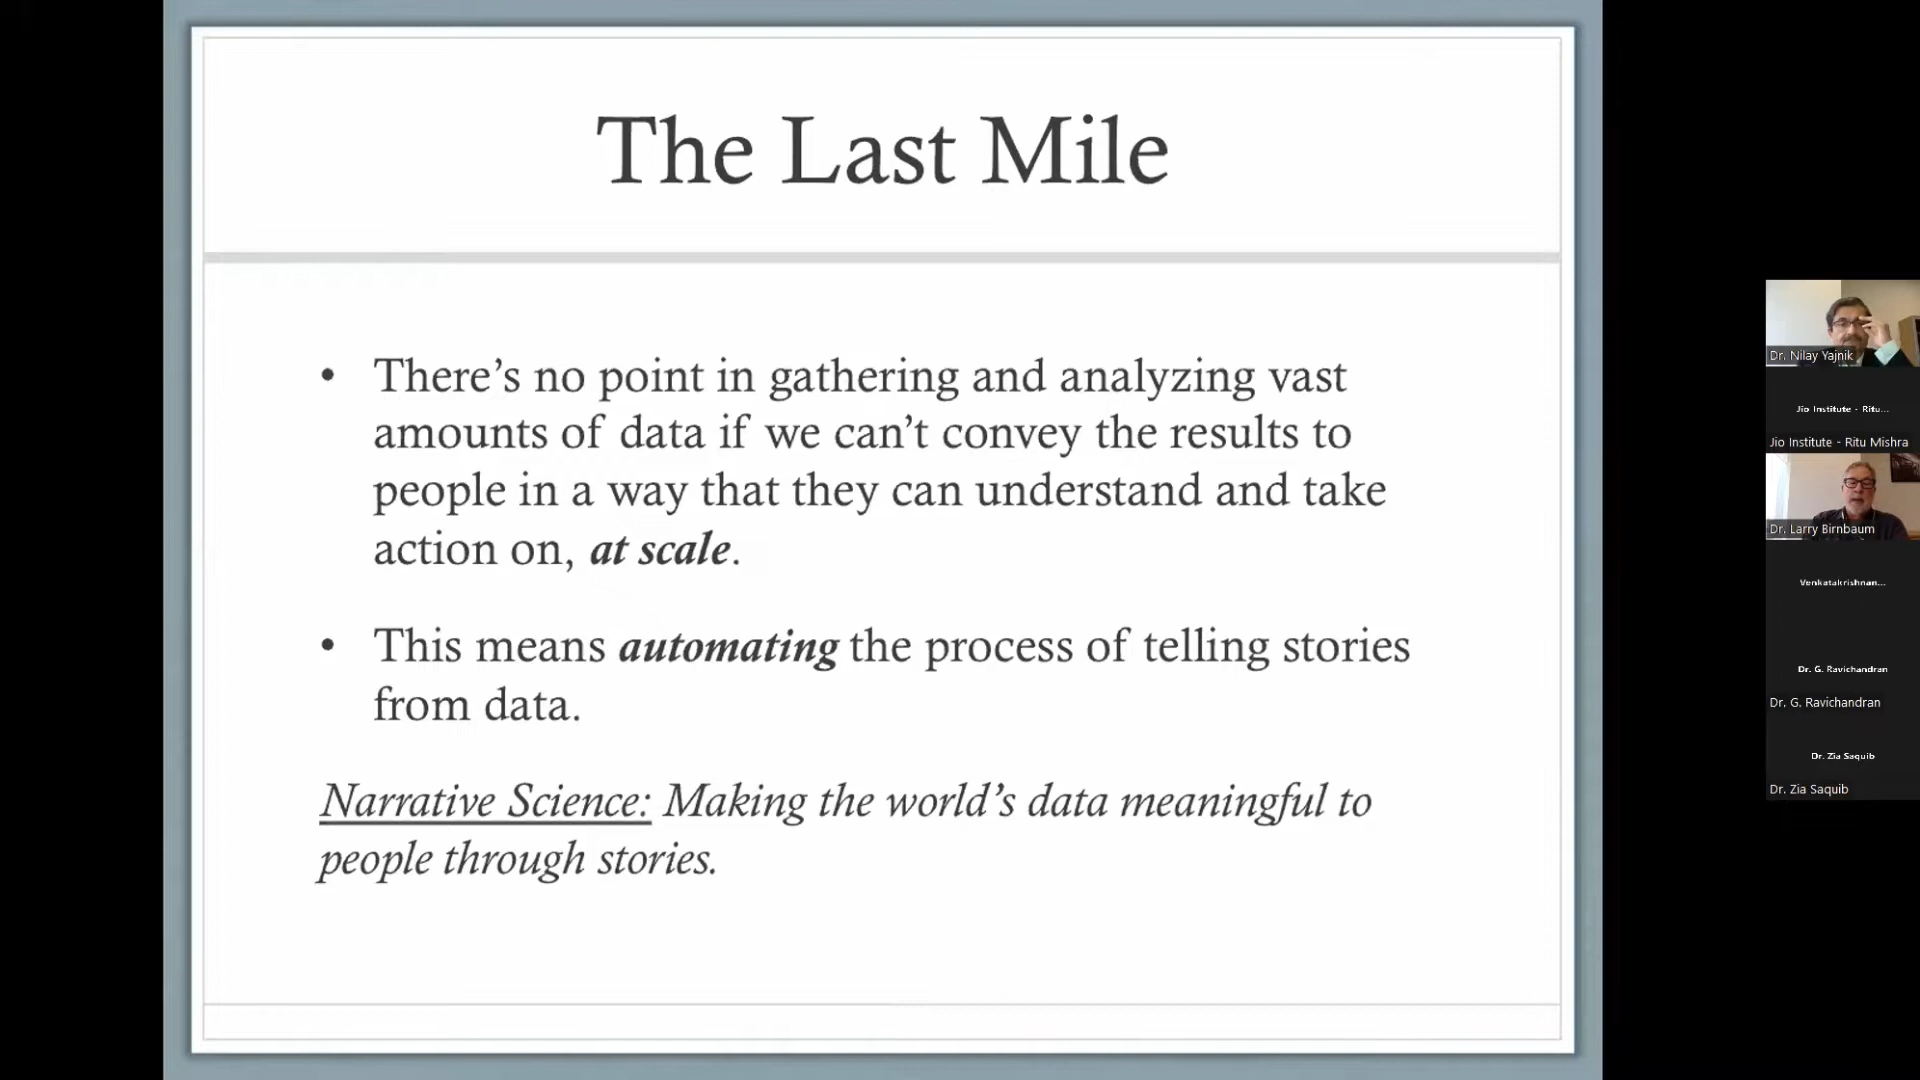 The Last Mile
• There’s no point in gathering and analyzing vast
amounts of data if we can’t convey the results to
people in a way that they can understand and take
action on, at scale.
• This means automating the process of telling stories
from data.
Narrative Science: Making the world’s data meaningful to
people through stories.
Dr. Nilay Yajnik
Jio Institute - Ritu...
Jio Institute - Ritu Mishra
Dr. Larry Birnbaum
Venkatakrishnan...
Dr. G. Ravichandran
Dr. G. Ravichandran
Dr. Zia Saquib
Dr. Zia Saquib